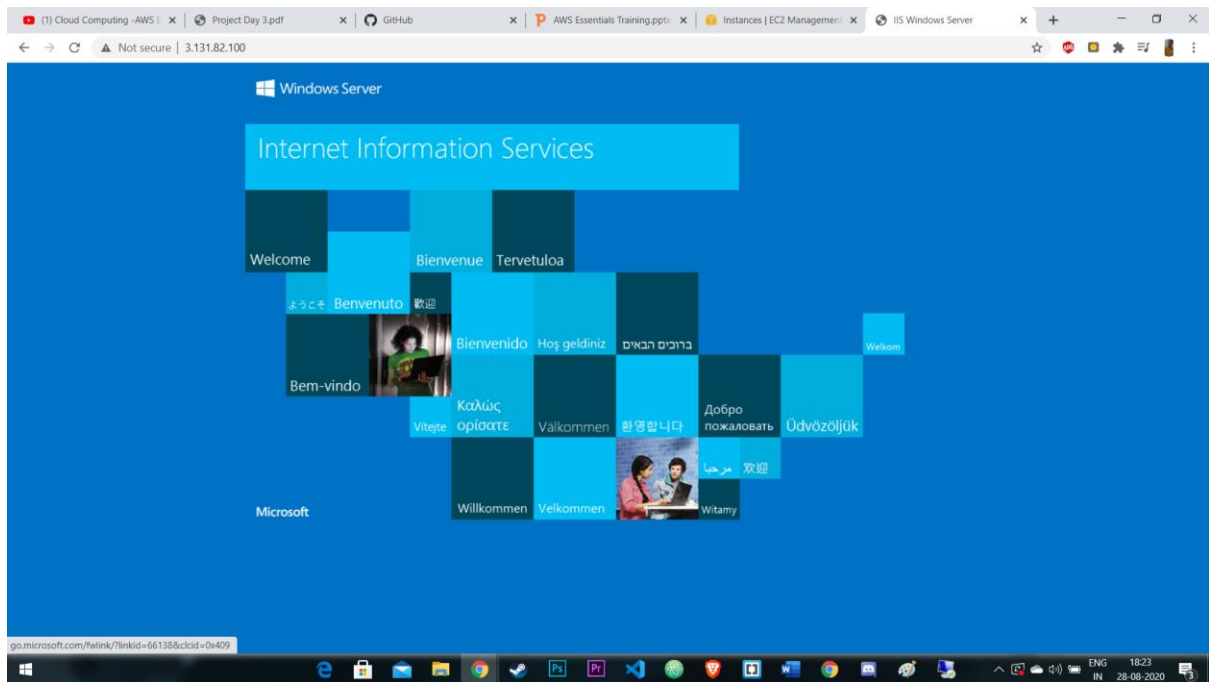 (1) Cloud Computing -AWS E
Project Day 3.pdf
GitHub
AWS Essentials Training.pptx
Instances | EC2 Management
IIS Windows Server
Not secure | 3.131.82.100
Windows Server
Internet Information Services
Welcome
Bienvenue
Tervetuloa
ようこそ
Benvenuto
歡迎
Bienvenido
Hoş geldiniz
ברוכים הבאים
Welkom
Bem-vindo
Vítejte
Καλώς
ορίσατε
Välkommen
환영합니다
Добро
пожаловать
Üdvözöljük
مرحبا
欢迎
Microsoft
Willkommen
Velkommen
Witamy
go.microsoft.com/fwlink/?linkid=66138&clcid=0x409
Ps
Pr
ENG
IN
18:23
28-08-2020
3